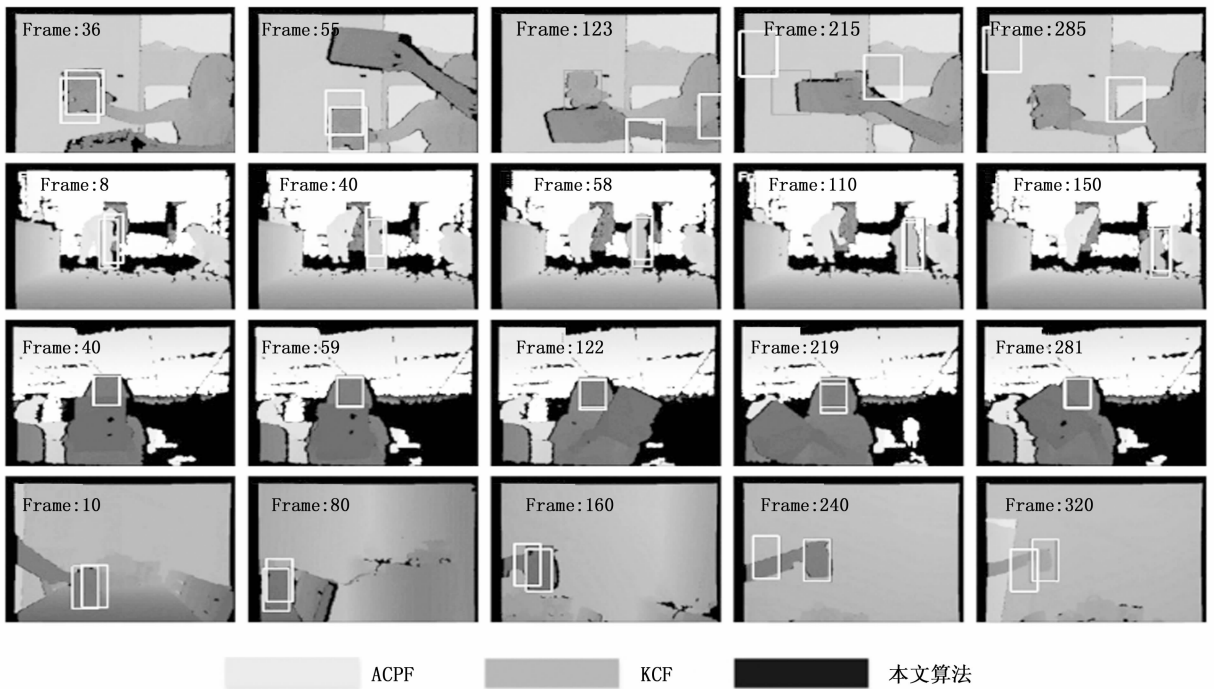 Frame:36 Frame:55 Frame:123 Frame:215 Frame:285
Frame:8 Frame:40 Frame:58 Frame:110 Frame:150
Frame:40 Frame:59 Frame:122 Frame:219 Frame:281
Frame:10 Frame:80 Frame:160 Frame:240 Frame:320
ACPF KCF 本文算法